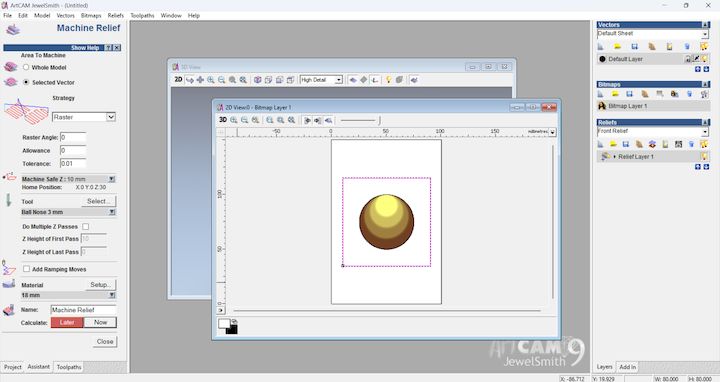 ArtCAM JewelSmith - (Untitled)
File Edit Model Vectors Bitmaps Reliefs Toolpaths Window Help
Machine Relief
Show Help
Area To Machine
Whole Model
Selected Vector
Strategy
Raster
Raster Angle: 0
Allowance 0
Tolerance: 0.01
Machine Safe Z : 10 mm
Home Position: X:0 Y:0 Z:30
Tool Select...
Ball Nose 3 mm
Do Multiple Z Passes
Z Height of First Pass 10
Z Height of Last Pass 0
Add Ramping Moves
Material Setup...
18 mm
Name: Machine Relief
Calculate: Later Now
Close
Project Assistant Toolpaths
3D View
2D High Detail
2D View:0 - Bitmap Layer 1
3D
-50 0 50 100 150 millimetres
100
50
0
ArtCAM 9
JewelSmith
Vectors
Default Sheet
Default Layer
Bitmaps
Bitmap Layer 1
Reliefs
Front Relief
Relief Layer 1
Layers Add In
X: -86.712 Y: 19.929 W: 80.000 H: 80.000